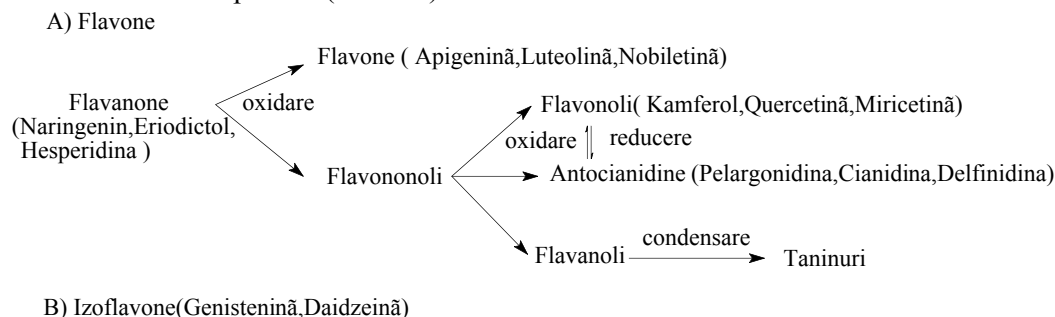 A) Flavone
Flavone ( Apigeninã,Luteolinã,Nobiletinã)
Flavanone
(Naringenin,Eriodictol,
Hesperidina )
oxidare
Flavonoli( Kamferol,Quercetinã,Miricetinã)
oxidare
reducere
Flavononoli
Antocianidine (Pelargonidina,Cianidina,Delfinidina)
Flavanoli
condensare
Taninuri
B) Izoflavone(Genisteninã,Daidzeinã)